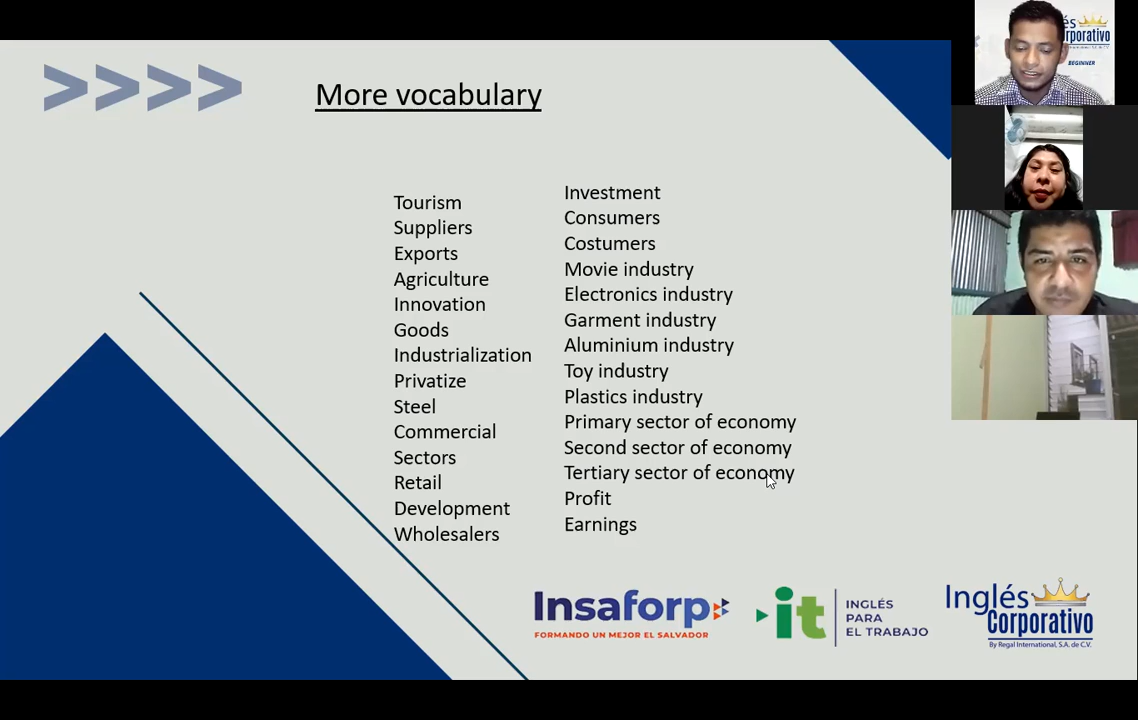 More vocabulary
Tourism
Suppliers
Exports
Agriculture
Innovation
Goods
Industrialization
Privatize
Steel
Commercial
Sectors
Retail
Development
Wholesalers
Investment
Consumers
Costumers
Movie industry
Electronics industry
Garment industry
Aluminium industry
Toy industry
Plastics industry
Primary sector of economy
Second sector of economy
Tertiary sector of economy
Profit
Earnings
Insaforp
FORMANDO UN MEJOR EL SALVADOR
it
INGLÉS
PARA
EL TRABAJO
Inglés
Corporativo
By Regal International, S.A. de C.V.
BEGINNER